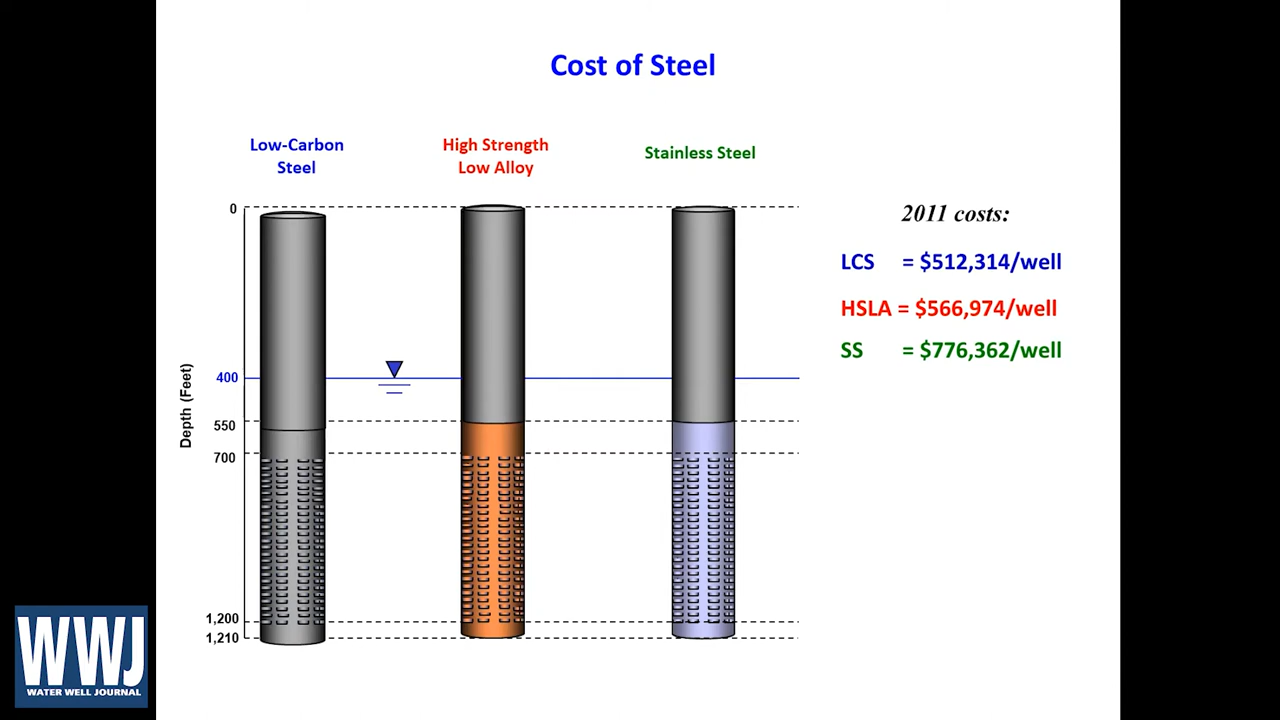 Cost of Steel
Low-Carbon
Steel
High Strength
Low Alloy
Stainless Steel
2011 costs:
LCS = $512,314/well
HSLA = $566,974/well
SS = $776,362/well
Depth (Feet)
0
400
550
700
1,200
1,210
WWJ
WATER WELL JOURNAL